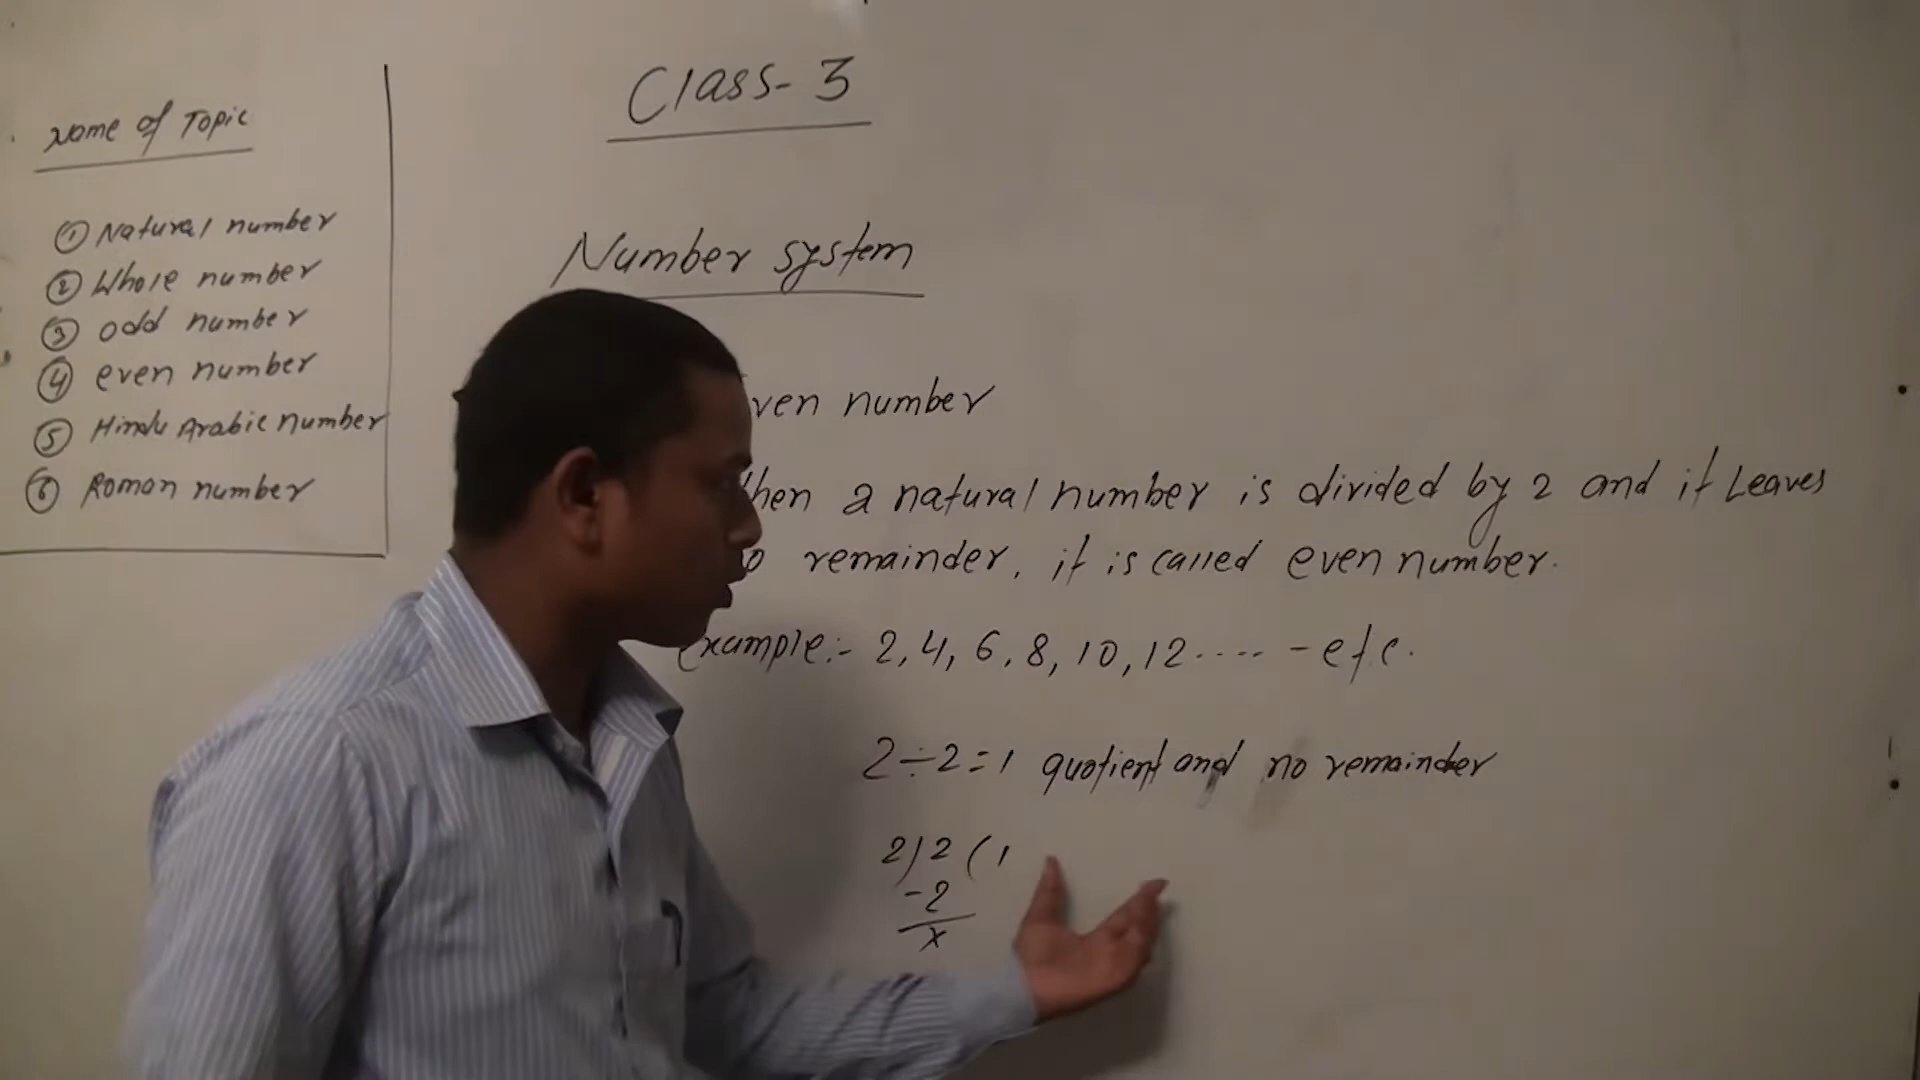 Class-3
Name of Topic
① Natural number
② Whole number
③ odd number
④ even number
⑤ Hindu Arabic number
⑥ Roman number
Number system
ven number
hen a natural number is divided by 2 and it Leaves
o remainder, it is called even number.
Example:- 2, 4, 6, 8, 10, 12..... - etc.
2÷2=1 quotient and no remainder
2)2(1
-2
x